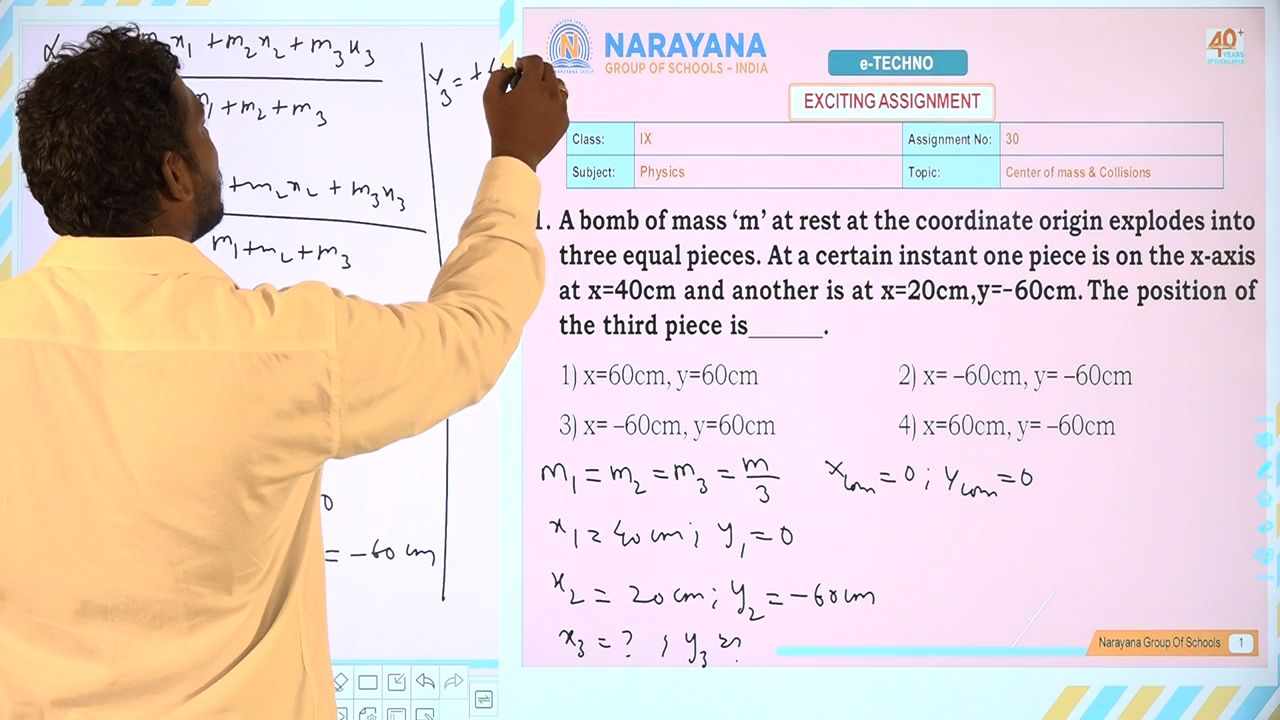 m₁x₁ + m₂x₂ + m₃x₃
m₁ + m₂ + m₃
+ m₂x₂ + m₃x₃
m₁ + m₂ + m₃
0
= -60 cm
y₃ = +
NARAYANA
GROUP OF SCHOOLS - INDIA
40+
YEARS
OF EXCELLENCE
e-TECHNO
EXCITING ASSIGNMENT
Class: IX Assignment No: 30
Subject: Physics Topic: Center of mass & Collisions
1. A bomb of mass ‘m’ at rest at the coordinate origin explodes into
three equal pieces. At a certain instant one piece is on the x-axis
at x=40cm and another is at x=20cm,y=-60cm. The position of
the third piece is______.
1) x=60cm, y=60cm 2) x= –60cm, y= –60cm
3) x= –60cm, y=60cm 4) x=60cm, y= –60cm
m₁ = m₂ = m₃ = m/3 x com = 0 ; y com = 0
x₁ = 40 cm ; y₁ = 0
x₂ = 20 cm ; y₂ = -60 cm
x₃ = ? , y₃ = ?
Narayana Group Of Schools 1